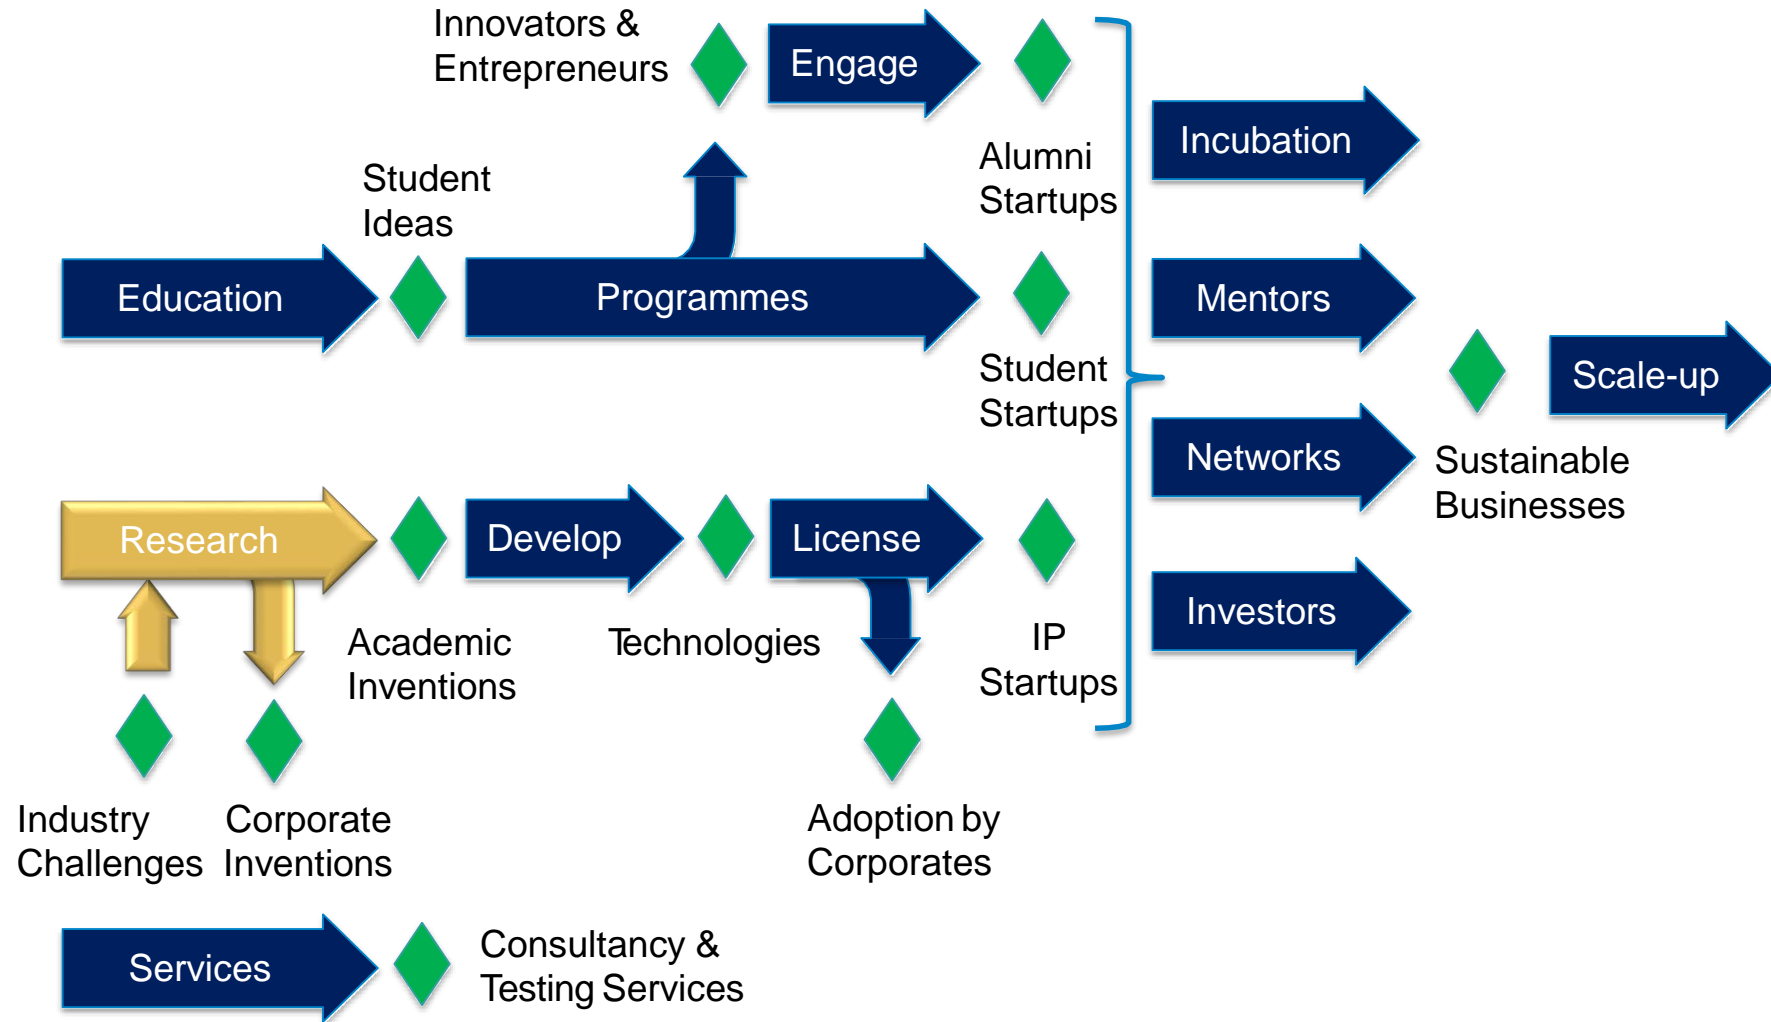 Innovators &
Entrepreneurs
Engage
Incubation
Alumni
Startups
Student
Ideas
Education
Programmes
Mentors
Student
Startups
Scale-up
Networks
Sustainable
Businesses
Research
Develop
License
Investors
Academic
Inventions
Technologies
IP
Startups
Industry
Challenges
Corporate
Inventions
Adoption by
Corporates
Services
Consultancy &
Testing Services